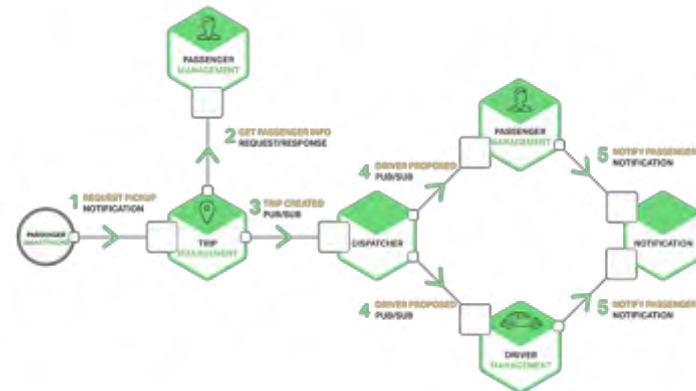 PASSENGER
MANAGEMENT
2 GET PASSENGER INFO
REQUEST/RESPONSE
1 REQUEST PICKUP
NOTIFICATION
PASSENGER
SMARTPHONE
TRIP
MANAGEMENT
3 TRIP CREATED
PUB/SUB
DISPATCHER
4 DRIVER PROPOSED
PUB/SUB
PASSENGER
MANAGEMENT
5 NOTIFY PASSENGER
NOTIFICATION
NOTIFICATION
4 DRIVER PROPOSED
PUB/SUB
DRIVER
MANAGEMENT
5 NOTIFY PASSENGER
NOTIFICATION